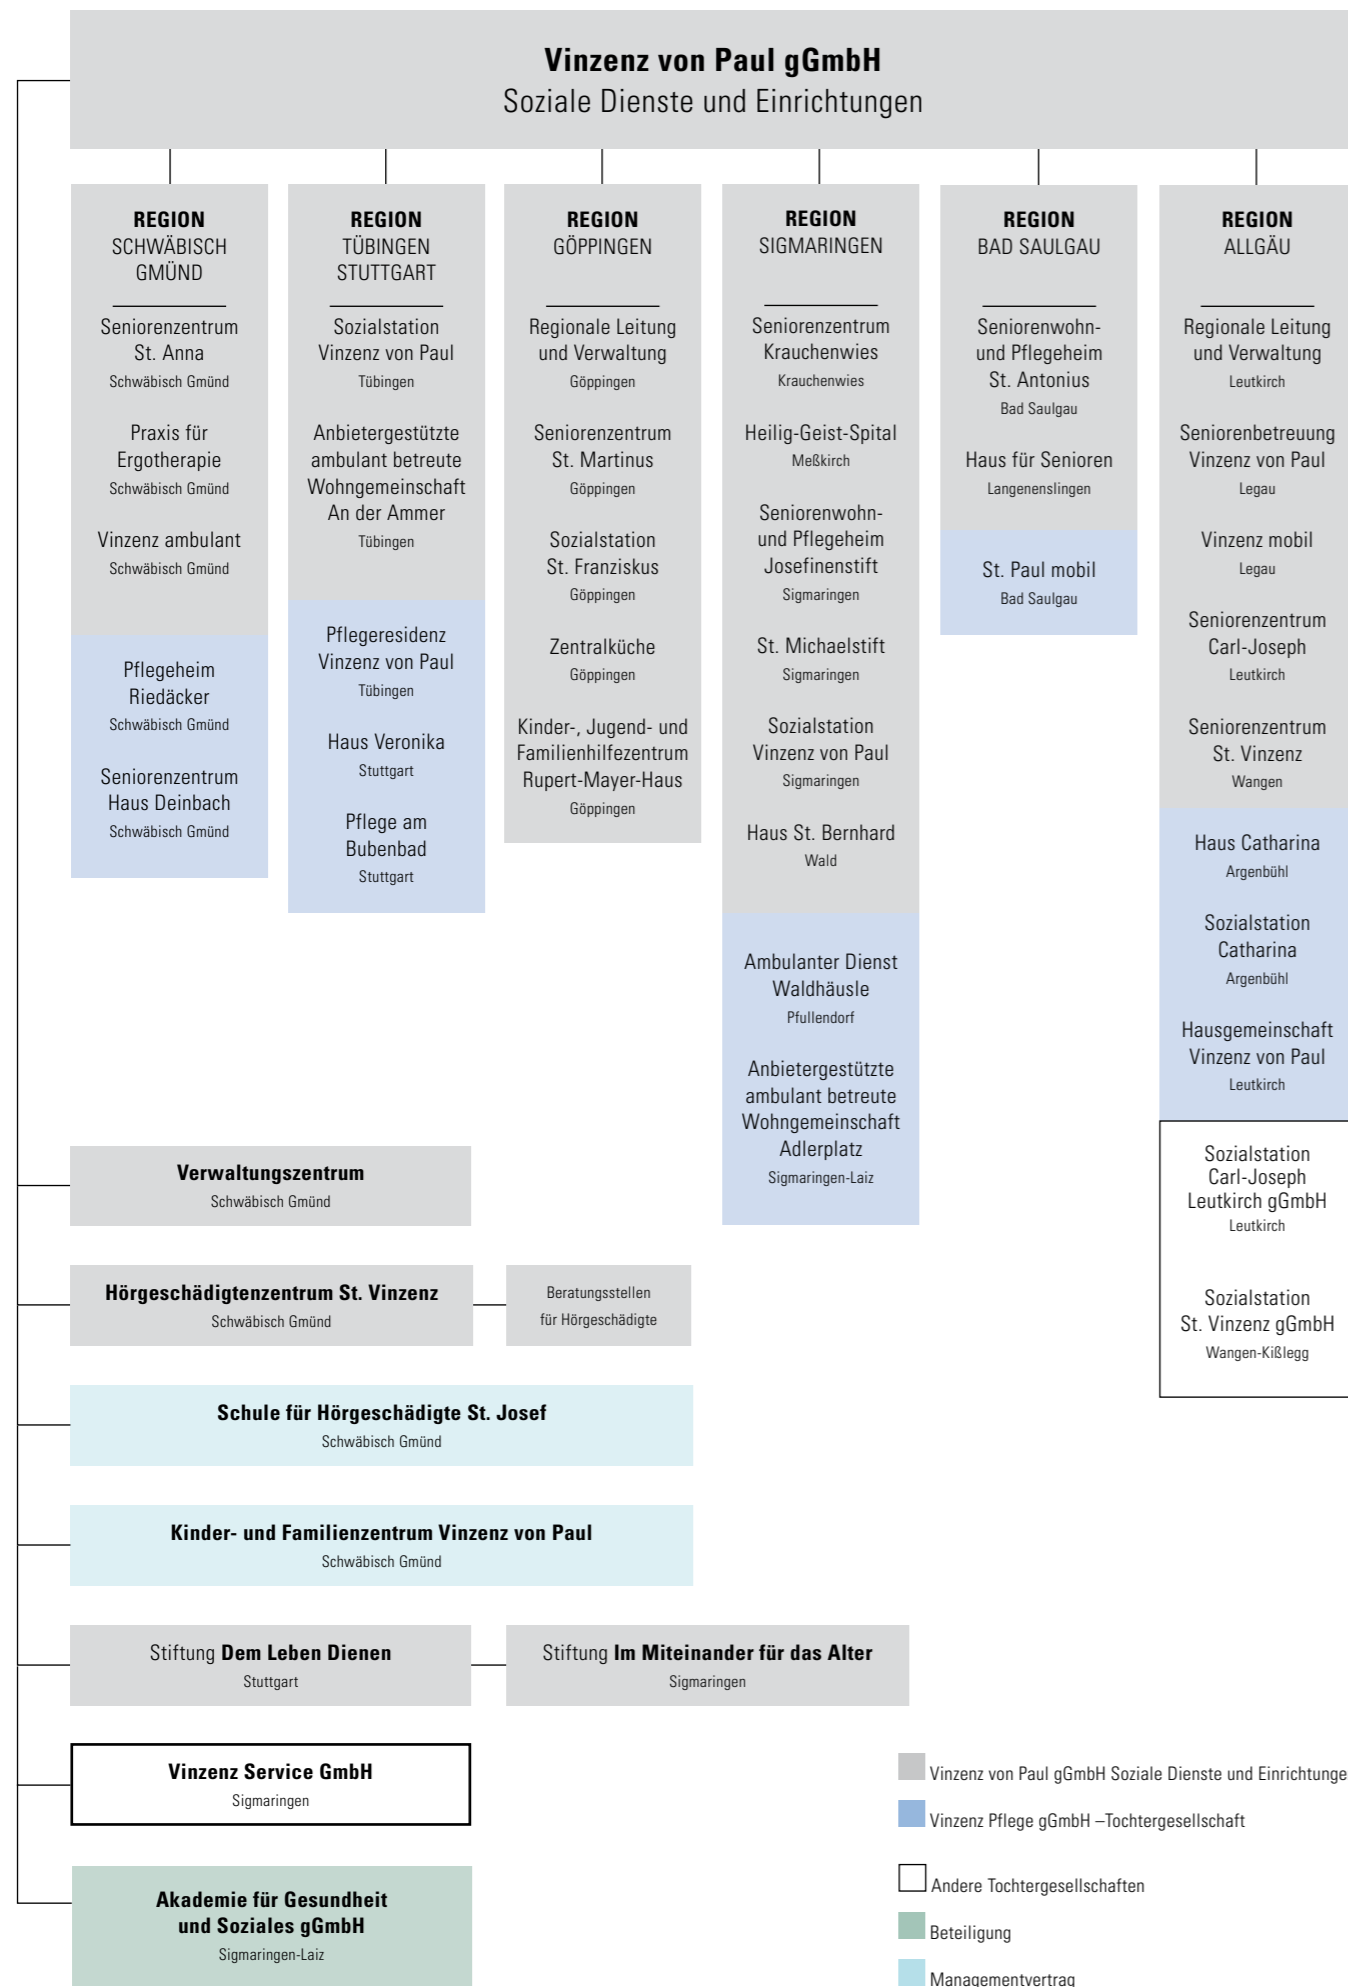 Vinzenz von Paul gGmbH
Soziale Dienste und Einrichtungen
REGION
SCHWÄBISCH
GMÜND
Seniorenzentrum
St. Anna
Schwäbisch Gmünd
Praxis für
Ergotherapie
Schwäbisch Gmünd
Vinzenz ambulant
Schwäbisch Gmünd
Pflegeheim
Riedäcker
Schwäbisch Gmünd
Seniorenzentrum
Haus Deinbach
Schwäbisch Gmünd
REGION
TÜBINGEN
STUTTGART
Sozialstation
Vinzenz von Paul
Tübingen
Anbietergestützte
ambulant betreute
Wohngemeinschaft
An der Ammer
Tübingen
Pflegeresidenz
Vinzenz von Paul
Tübingen
Haus Veronika
Stuttgart
Pflege am
Bubenbad
Stuttgart
REGION
GÖPPINGEN
Regionale Leitung
und Verwaltung
Göppingen
Seniorenzentrum
St. Martinus
Göppingen
Sozialstation
St. Franziskus
Göppingen
Zentralküche
Göppingen
Kinder-, Jugend- und
Familienhilfezentrum
Rupert-Mayer-Haus
Göppingen
REGION
SIGMARINGEN
Seniorenzentrum
Krauchenwies
Krauchenwies
Heilig-Geist-Spital
Meßkirch
Seniorenwohn-
und Pflegeheim
Josefinenstift
Sigmaringen
St. Michaelstift
Sigmaringen
Sozialstation
Vinzenz von Paul
Sigmaringen
Haus St. Bernhard
Wald
Ambulanter Dienst
Waldhäusle
Pfullendorf
Anbietergestützte
ambulant betreute
Wohngemeinschaft
Adlerplatz
Sigmaringen-Laiz
REGION
BAD SAULGAU
Seniorenwohn-
und Pflegeheim
St. Antonius
Bad Saulgau
Haus für Senioren
Langenenslingen
St. Paul mobil
Bad Saulgau
REGION
ALLGÄU
Regionale Leitung
und Verwaltung
Leutkirch
Seniorenbetreuung
Vinzenz von Paul
Legau
Vinzenz mobil
Legau
Seniorenzentrum
Carl-Joseph
Leutkirch
Seniorenzentrum
St. Vinzenz
Wangen
Haus Catharina
Argenbühl
Sozialstation
Catharina
Argenbühl
Hausgemeinschaft
Vinzenz von Paul
Leutkirch
Sozialstation
Carl-Joseph
Leutkirch gGmbH
Leutkirch
Sozialstation
St. Vinzenz gGmbH
Wangen-Kißlegg
Verwaltungszentrum
Schwäbisch Gmünd
Hörgeschädigtenzentrum St. Vinzenz
Schwäbisch Gmünd
Beratungsstellen
für Hörgeschädigte
Schule für Hörgeschädigte St. Josef
Schwäbisch Gmünd
Kinder- und Familienzentrum Vinzenz von Paul
Schwäbisch Gmünd
Stiftung Dem Leben Dienen
Stuttgart
Stiftung Im Miteinander für das Alter
Sigmaringen
Vinzenz Service GmbH
Sigmaringen
Akademie für Gesundheit
und Soziales gGmbH
Sigmaringen-Laiz
Vinzenz von Paul gGmbH Soziale Dienste und Einrichtunge
Vinzenz Pflege gGmbH –Tochtergesellschaft
Andere Tochtergesellschaften
Beteiligung
Managementvertrag